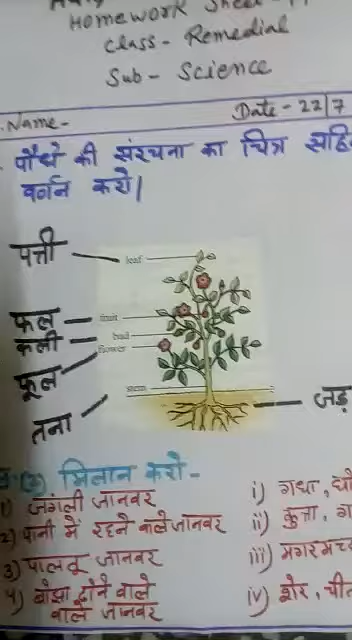 Homework Sheet -
Class - Remedial
Sub - Science
Name- Date - 22/7
पौधे की संरचना का चित्र
वर्णन करो।
पत्ती leaf
फल fruit
कली bud
फूल flower
तना stem जड़
(2) मिलान करो -
1) जंगली जानवर i) गधा,
2) पानी में रहने वाले जानवर ii) कुत्ता,
3) पालतू जानवर iii)
4) बोझा ढोने वाले iv) शेर,
वाले जानवर